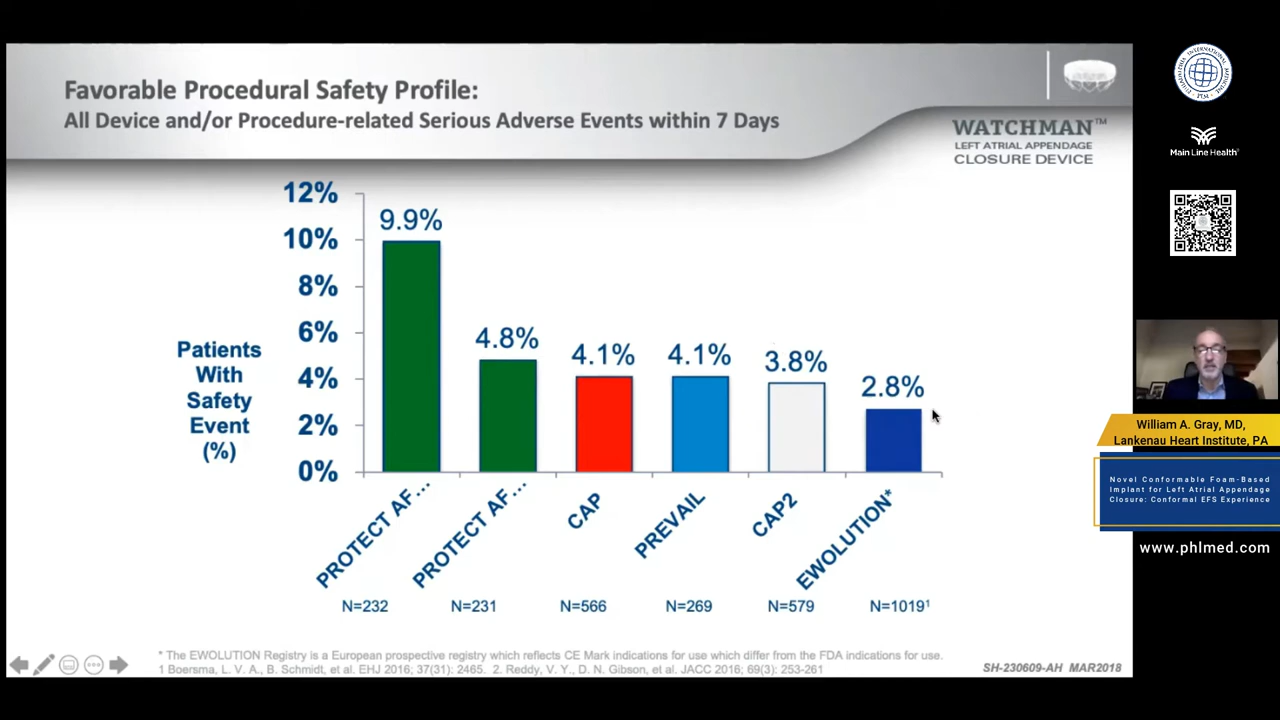 Favorable Procedural Safety Profile:
All Device and/or Procedure-related Serious Adverse Events within 7 Days
WATCHMAN™
LEFT ATRIAL APPENDAGE
CLOSURE DEVICE
12%
10%
8%
6%
4%
2%
0%
Patients
With
Safety
Event
(%)
9.9%
4.8%
4.1%
4.1%
3.8%
2.8%
PROTECT AF...
PROTECT AF...
CAP
PREVAIL
CAP2
EWOLUTION*
N=232
N=231
N=566
N=269
N=579
N=1019¹
* The EWOLUTION Registry is a European prospective registry which reflects CE Mark indications for use which differ from the FDA indications for use.
1 Boersma, L. V. A., B. Schmidt, et al. EHJ 2016; 37(31): 2465. 2. Reddy, V. Y., D. N. Gibson, et al. JACC 2016; 69(3): 253-261
SH-230609-AH MAR2018
Main Line Health®
William A. Gray, MD,
Lankenau Heart Institute, PA
Novel Conformable Foam-Based
Implant for Left Atrial Appendage
Closure: Conformal EFS Experience
www.phlmed.com